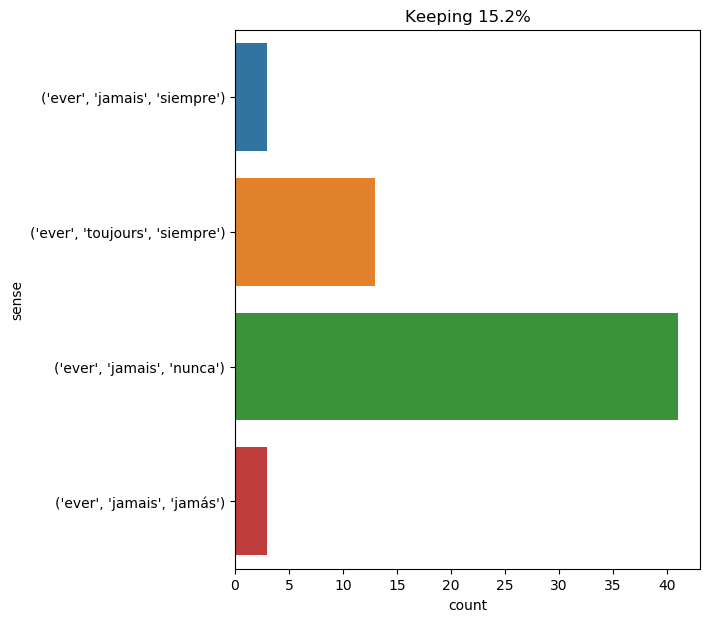 Keeping 15.2%
('ever', 'jamais', 'siempre')
('ever', 'toujours', 'siempre')
('ever', 'jamais', 'nunca')
('ever', 'jamais', 'jamás')
sense
0 5 10 15 20 25 30 35 40
count